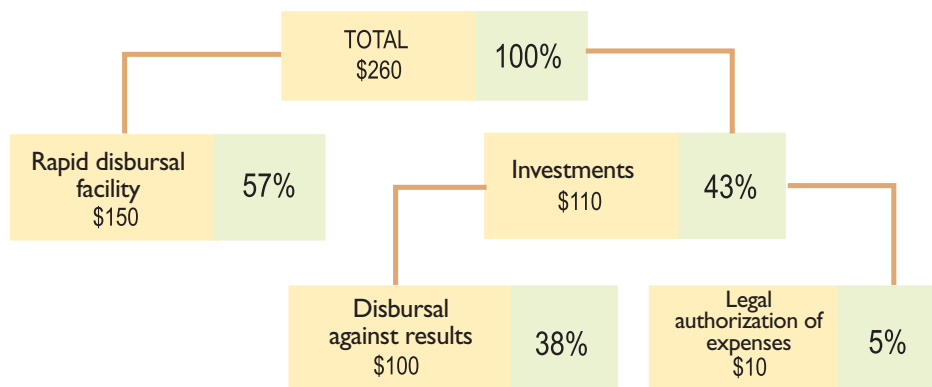 TOTAL
$260
100%
Rapid disbursal
facility
$150
57%
Investments
$110
43%
Disbursal
against results
$100
38%
Legal
authorization of
expenses
$10
5%